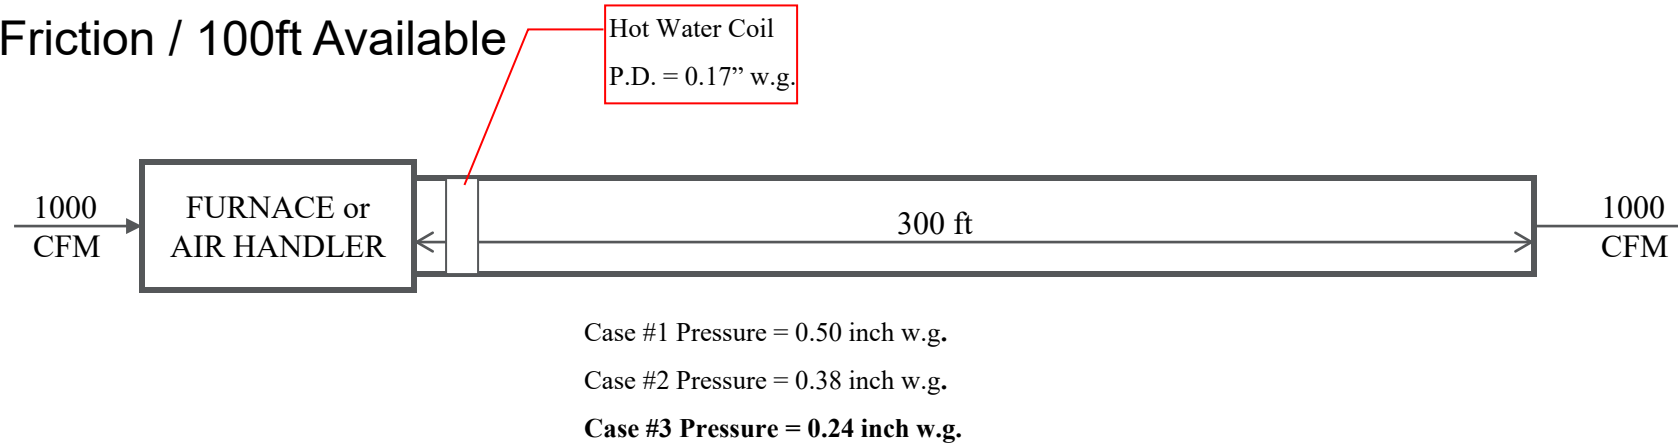 Friction / 100ft Available
Hot Water Coil
P.D. = 0.17” w.g.
1000
CFM
FURNACE or
AIR HANDLER
300 ft
1000
CFM
Case #1 Pressure = 0.50 inch w.g.
Case #2 Pressure = 0.38 inch w.g.
Case #3 Pressure = 0.24 inch w.g.